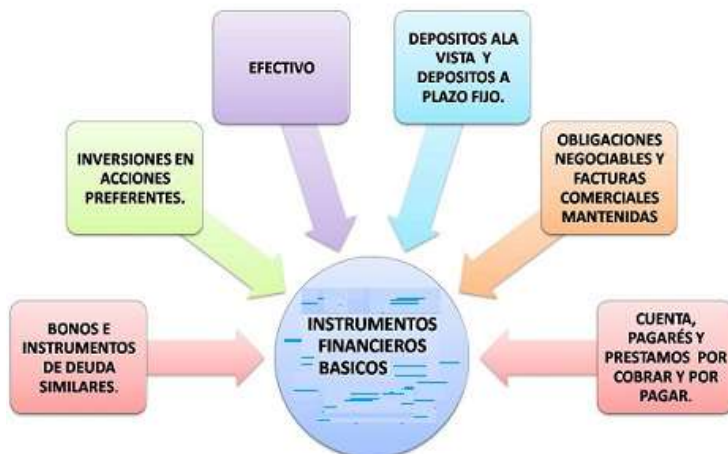 EFECTIVO
DEPOSITOS ALA
VISTA Y
DEPOSITOS A
PLAZO FIJO.
INVERSIONES EN
ACCIONES
PREFERENTES.
OBLIGACIONES
NEGOCIABLES Y
FACTURAS
COMERCIALES
MANTENIDAS
BONOS E
INSTRUMENTOS
DE DEUDA
SIMILARES.
INSTRUMENTOS
FINANCIEROS
BASICOS
CUENTA,
PAGARÉS Y
PRESTAMOS POR
COBRAR Y POR
PAGAR.